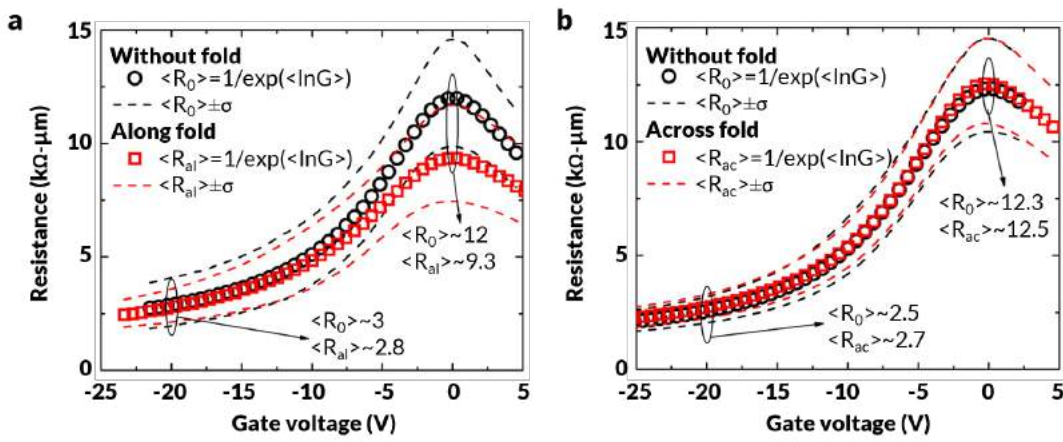 a
15
10
5
0
Resistance (kΩ-μm)
Without fold
<R0>=1/exp(<lnG>)
<R0>±σ
Along fold
<Ral>=1/exp(<lnG>)
<Ral>±σ
<R0>~12
<Ral>~9.3
<R0>~3
<Ral>~2.8
-25 -20 -15 -10 -5 0 5
Gate voltage (V)
b
15
10
5
0
Resistance (kΩ-μm)
Without fold
<R0>=1/exp(<lnG>)
<R0>±σ
Across fold
<Rac>=1/exp(<lnG>)
<Rac>±σ
<R0>~12.3
<Rac>~12.5
<R0>~2.5
<Rac>~2.7
-25 -20 -15 -10 -5 0 5
Gate voltage (V)